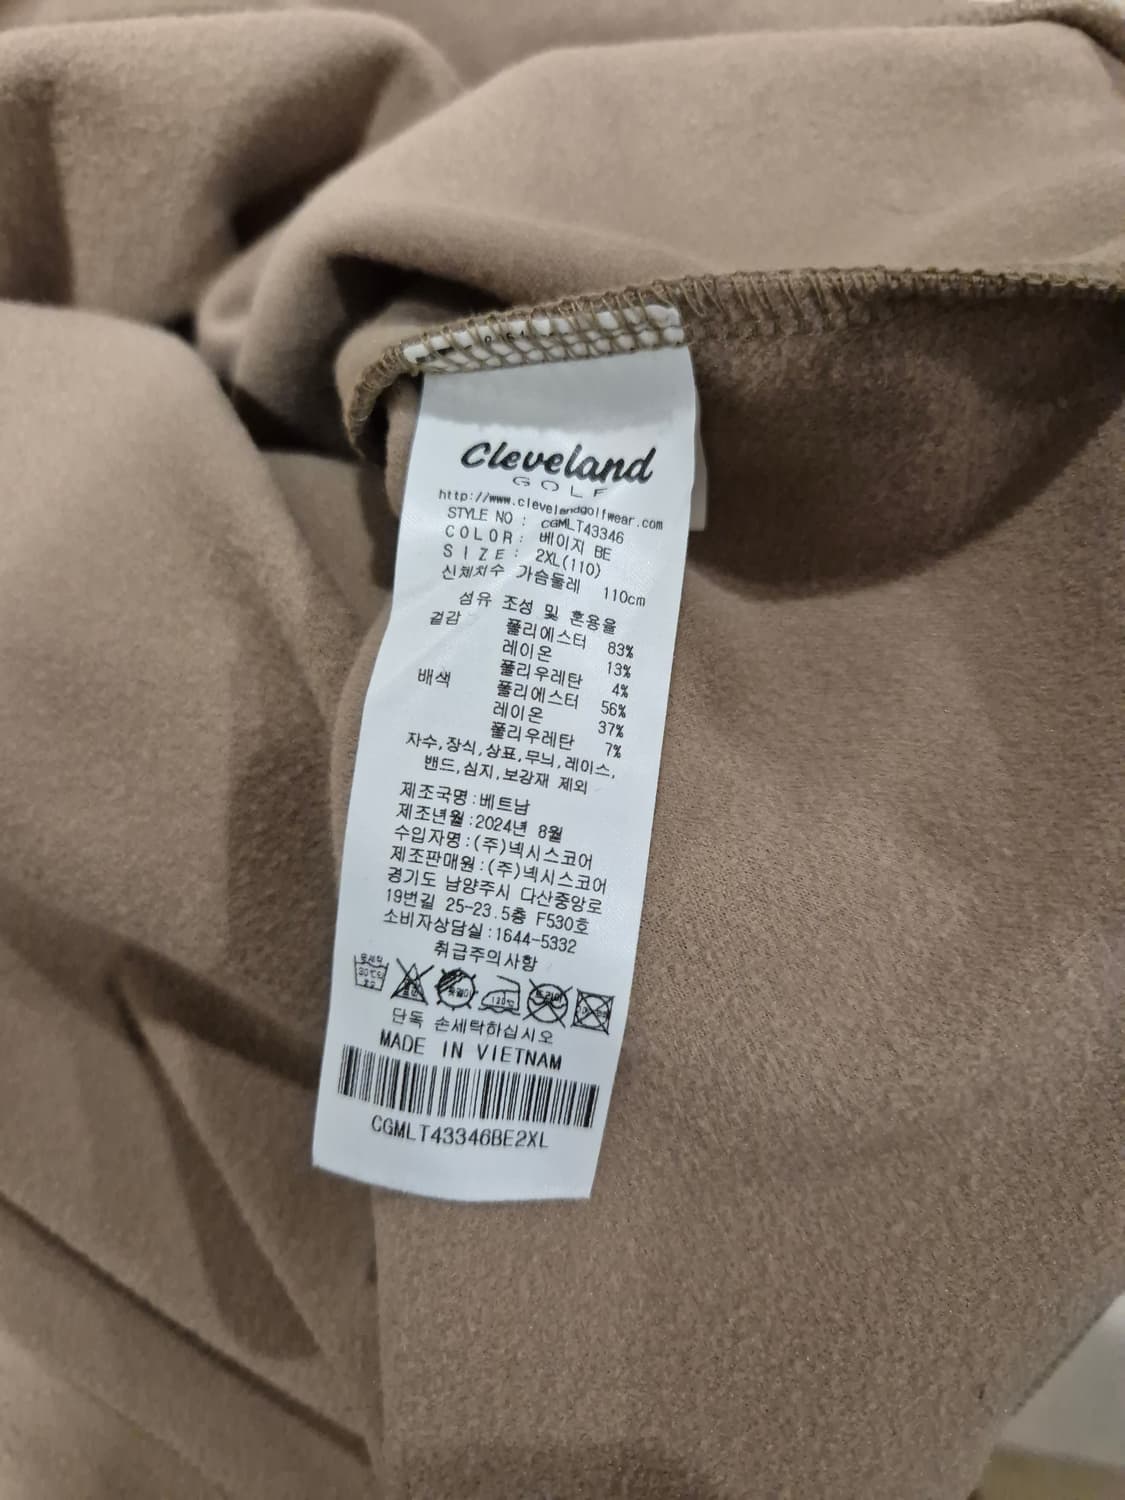 Cleveland
GOLF
http://www.clevelandgolfwear.com
STYLE NO : CGMLT43346
COLOR : 베이지 BE
SIZE : 2XL(110)
신체치수 가슴둘레 110cm
섬유 조성 및 혼용율
겉감 폴리에스터 83%
레이온 13%
폴리우레탄 4%
배색 폴리에스터 56%
레이온 37%
폴리우레탄 7%
자수,장식,상표,무늬,레이스,
밴드,심지,보강재 제외
제조국명:베트남
제조년월:2024년 8월
수입자명:(주)넥시스코어
제조판매원:(주)넥시스코어
경기도 남양주시 다산중앙로
19번길 25-23.5층 F530호
소비자상담실:1644-5332
취급주의사항
30℃
120℃
드라이
단독 손세탁하십시오
MADE IN VIETNAM
CGMLT43346BE2XL